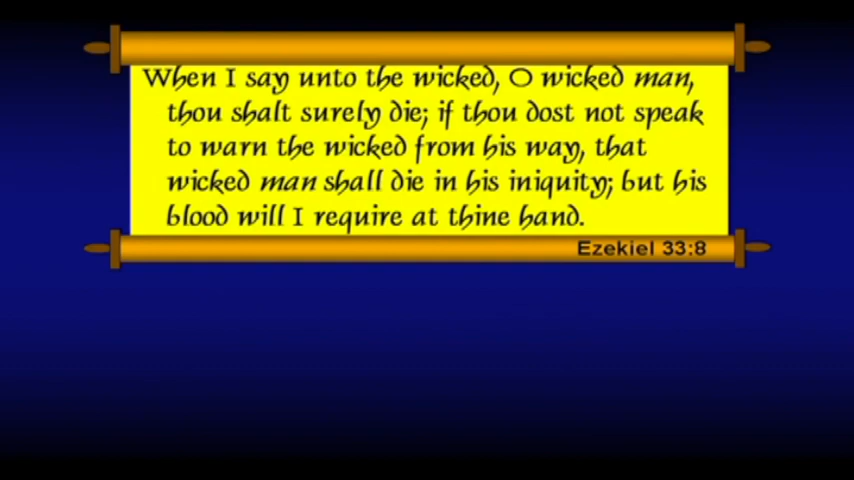 When I say unto the wicked, O wicked man,
thou shalt surely die; if thou dost not speak
to warn the wicked from his way, that
wicked man shall die in his iniquity; but his
blood will I require at thine hand.
Ezekiel 33:8